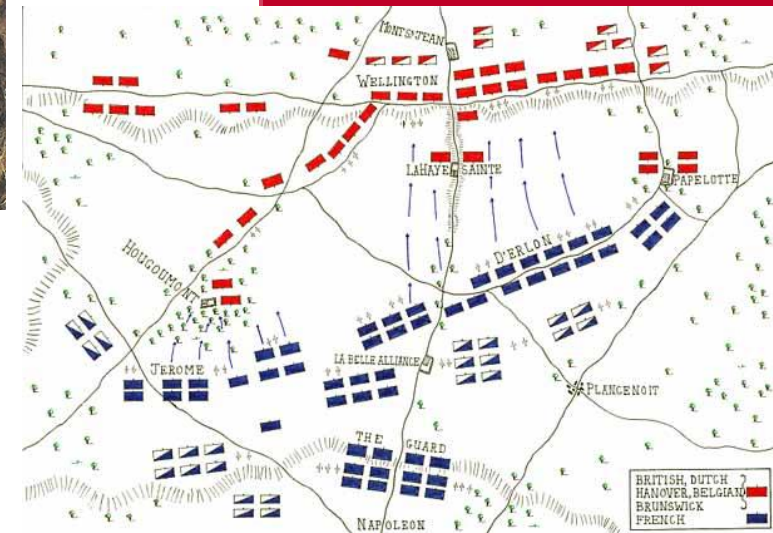 MONT ST JEAN
WELLINGTON
LA HAYE SAINTE
PAPELOTTE
HOUGOUMONT
D'ERLON
JEROME
LA BELLE ALLIANCE
PLANCENOIT
THE GUARD
NAPOLEON
BRITISH, DUTCH
HANOVER, BELGIAN
BRUNSWICK
FRENCH